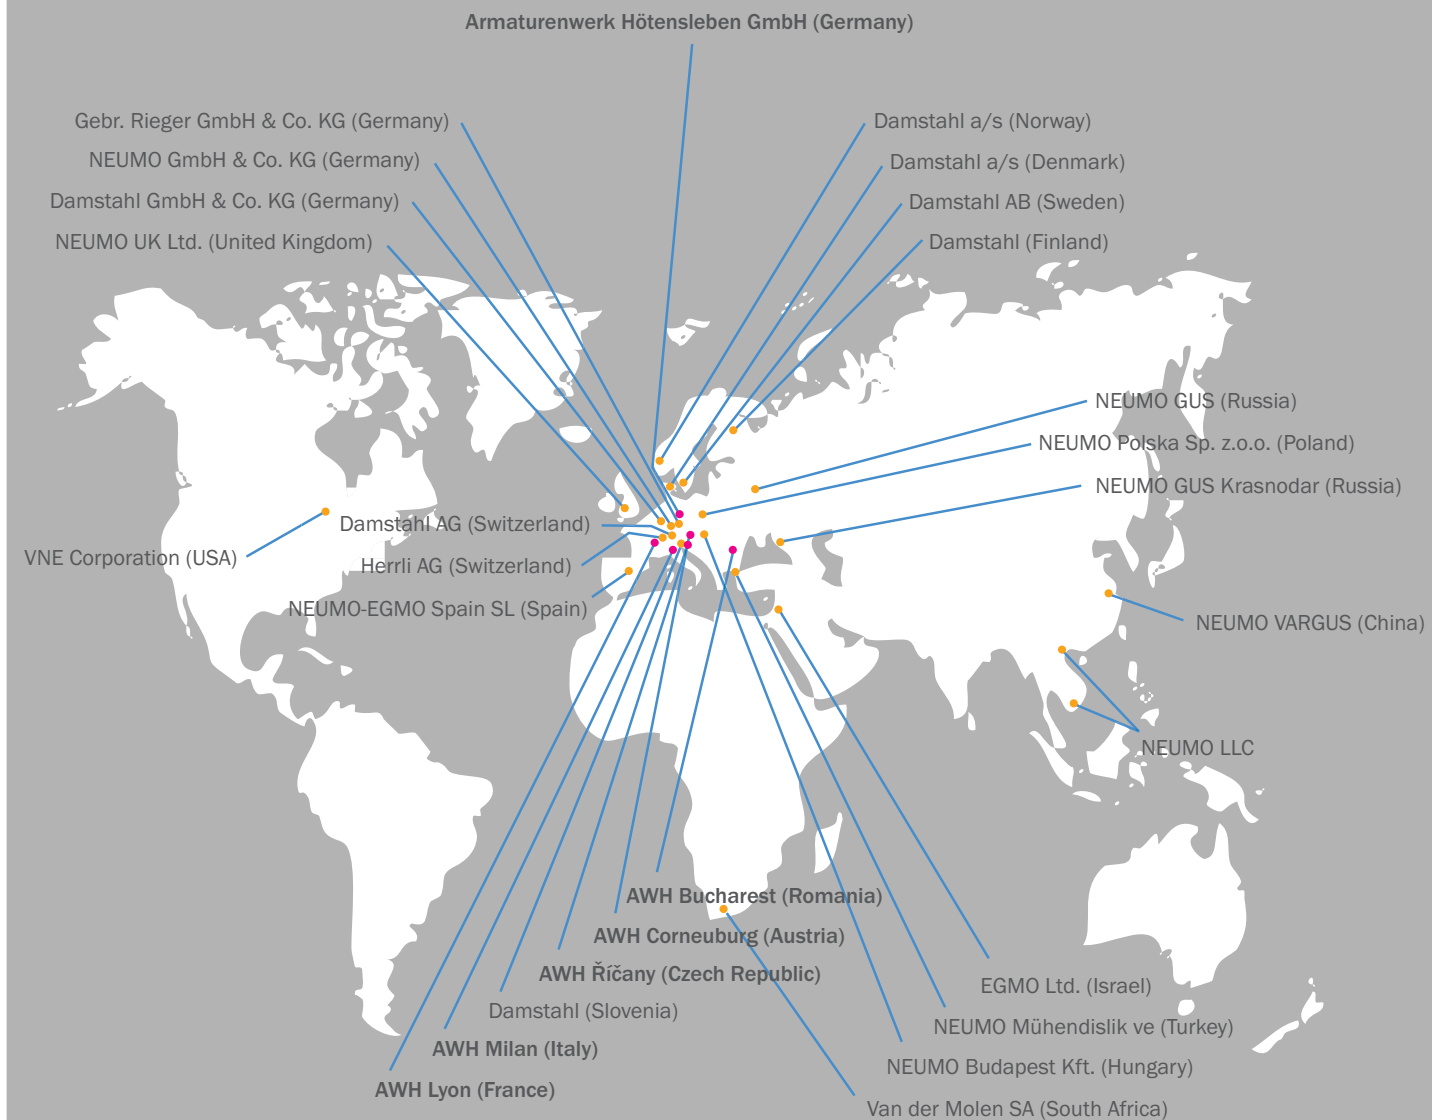 Armaturenwerk Hötensleben GmbH (Germany)
Gebr. Rieger GmbH & Co. KG (Germany)
NEUMO GmbH & Co. KG (Germany)
Damstahl GmbH & Co. KG (Germany)
NEUMO UK Ltd. (United Kingdom)
Damstahl a/s (Norway)
Damstahl a/s (Denmark)
Damstahl AB (Sweden)
Damstahl (Finland)
NEUMO GUS (Russia)
NEUMO Polska Sp. z.o.o. (Poland)
NEUMO GUS Krasnodar (Russia)
Damstahl AG (Switzerland)
VNE Corporation (USA)
Herrli AG (Switzerland)
NEUMO-EGMO Spain SL (Spain)
NEUMO VARGUS (China)
NEUMO LLC
AWH Bucharest (Romania)
AWH Corneuburg (Austria)
AWH Říčany (Czech Republic)
Damstahl (Slovenia)
AWH Milan (Italy)
AWH Lyon (France)
EGMO Ltd. (Israel)
NEUMO Mühendislik ve (Turkey)
NEUMO Budapest Kft. (Hungary)
Van der Molen SA (South Africa)